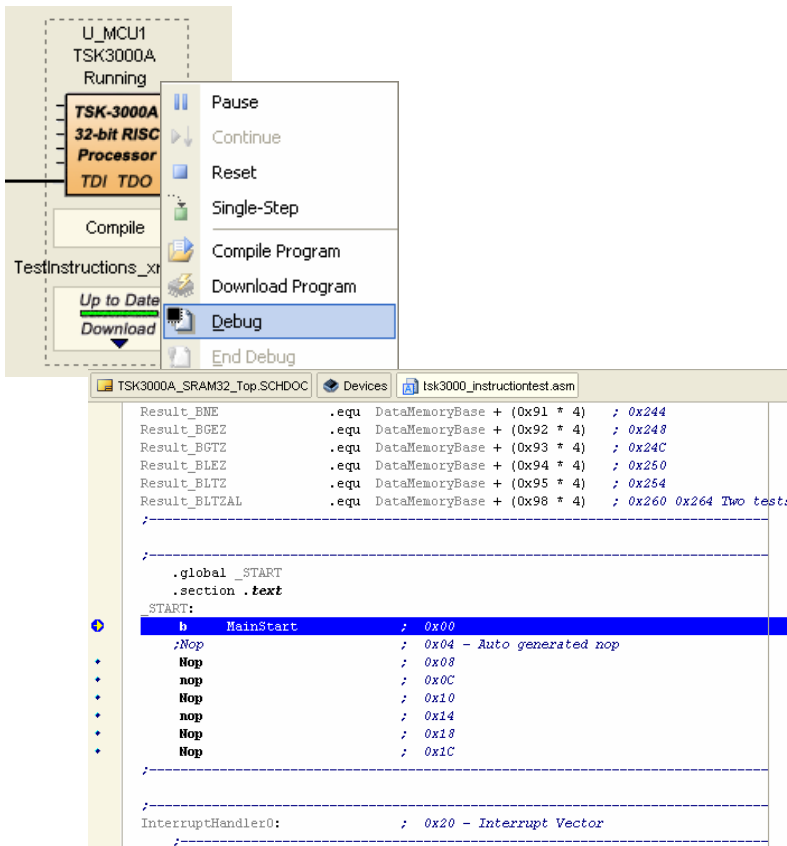 U_MCU1
TSK3000A
Running
TSK-3000A
32-bit RISC
Processor
TDI TDO
Compile
TestInstructions_xr
Up to Date
Download
Pause
Continue
Reset
Single-Step
Compile Program
Download Program
Debug
End Debug
TSK3000A_SRAM32_Top.SCHDOC Devices tsk3000_instructiontest.asm
Result_BNE .equ DataMemoryBase + (0x91 * 4) ; 0x244
Result_BGEZ .equ DataMemoryBase + (0x92 * 4) ; 0x248
Result_BGTZ .equ DataMemoryBase + (0x93 * 4) ; 0x24C
Result_BLEZ .equ DataMemoryBase + (0x94 * 4) ; 0x250
Result_BLTZ .equ DataMemoryBase + (0x95 * 4) ; 0x254
Result_BLTZAL .equ DataMemoryBase + (0x98 * 4) ; 0x260 0x264 Two tests
;----------------------------------------------------------------------
;----------------------------------------------------------------------
.global _START
.section .text
_START:
b MainStart ; 0x00
;Nop ; 0x04 - Auto generated nop
Nop ; 0x08
nop ; 0x0C
Nop ; 0x10
nop ; 0x14
Nop ; 0x18
Nop ; 0x1C
;----------------------------------------------------------------------
;----------------------------------------------------------------------
InterruptHandler0: ; 0x20 - Interrupt Vector
;------------------------------------------------------------------